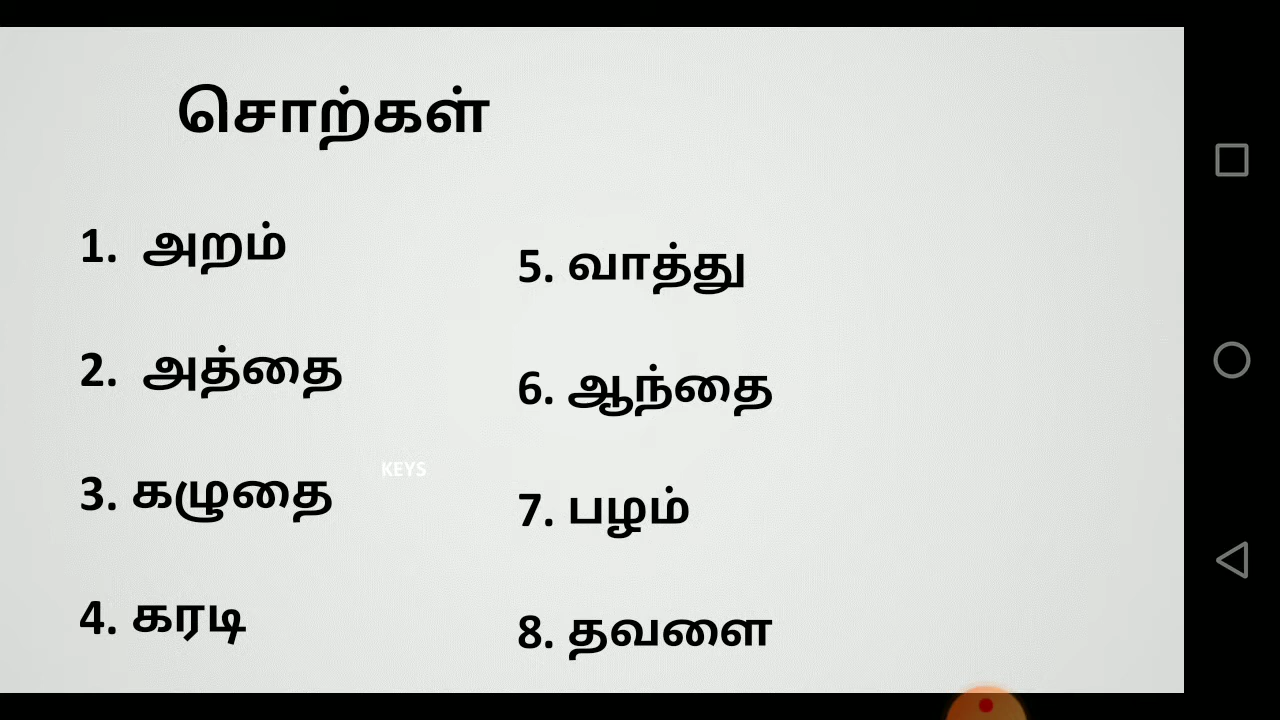 சொற்கள்
1. அறம்
2. அத்தை
3. கழுதை
4. கரடி
5. வாத்து
6. ஆந்தை
7. பழம்
8. தவளை
KEYS